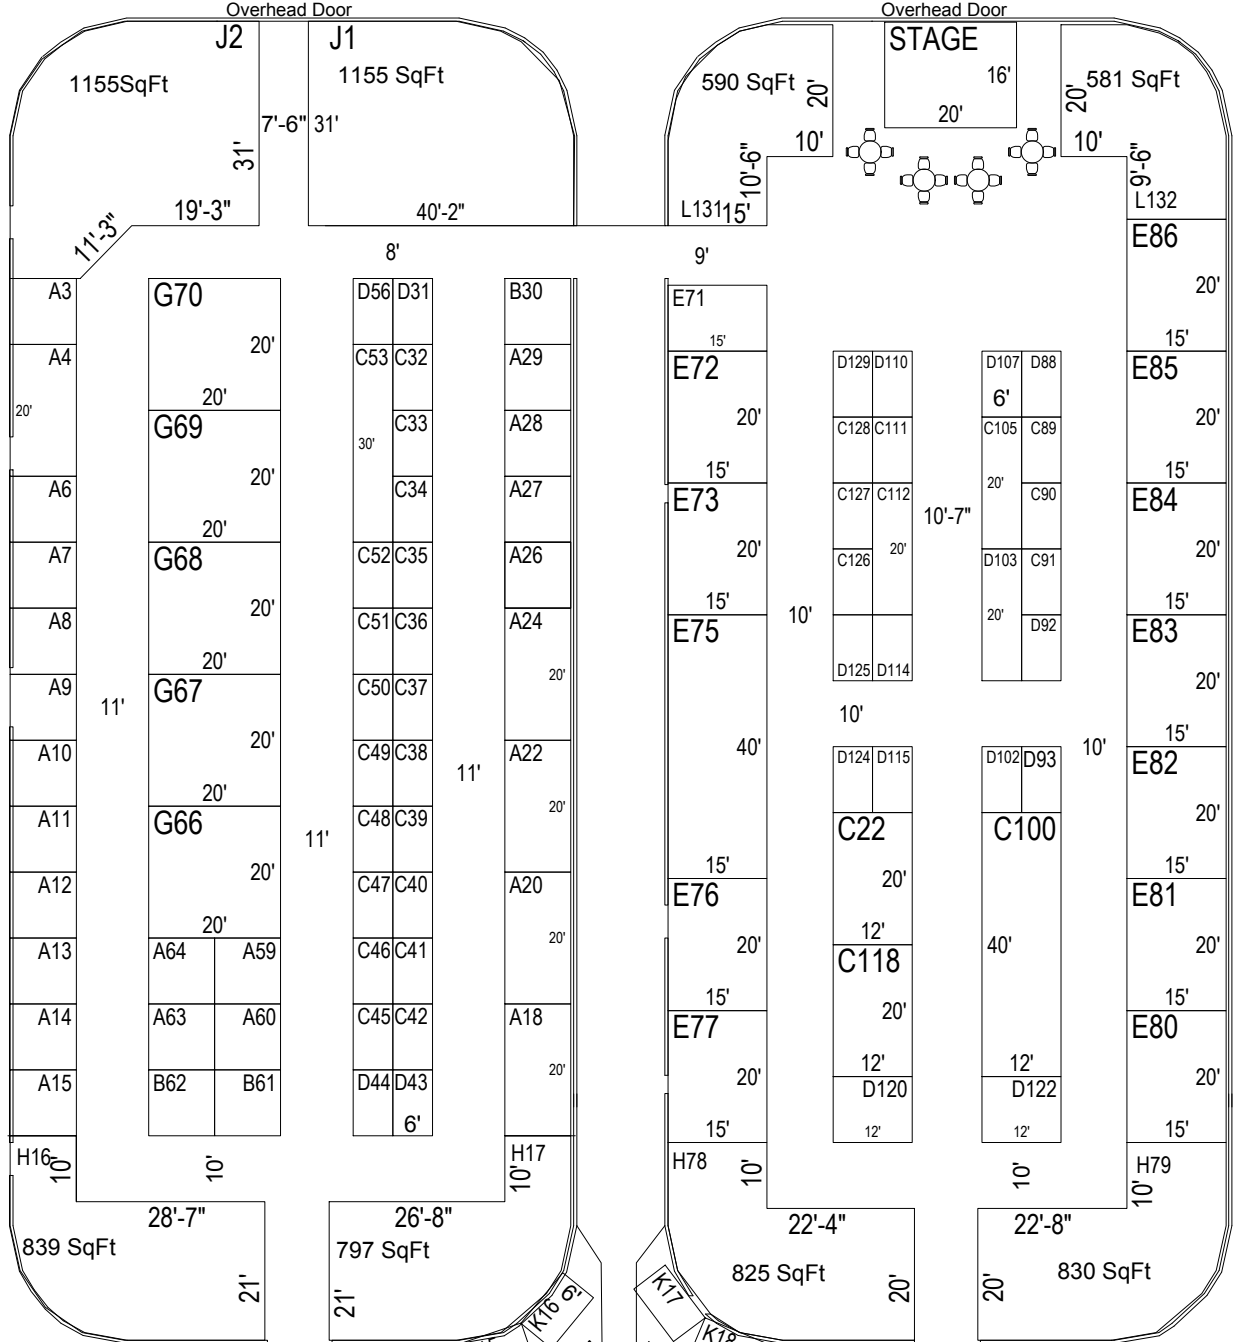 Overhead Door
Overhead Door
J2
J1
1155SqFt
1155 SqFt
7'-6"
31'
31'
19'-3"
40'-2"
11'-3"
8'
STAGE
16'
20'
590 SqFt
20'
10'
10'-6"
L131
15'
9'
20'
581 SqFt
10'
9'-6"
L132
A3
A4
20'
A6
A7
A8
A9
A10
A11
A12
A13
A14
A15
H16
10'
11'
G70
20'
20'
G69
20'
20'
G68
20'
20'
G67
20'
20'
G66
20'
20'
A64
A59
A63
A60
B62
B61
10'
11'
D56
D31
C53
C32
30'
C33
C34
C52
C35
C51
C36
C50
C37
C49
C38
C48
C39
C47
C40
C46
C41
C45
C42
D44
D43
6'
11'
B30
A29
A28
A27
A26
A24
20'
A22
20'
A20
20'
A18
20'
H17
10'
28'-7"
26'-8"
839 SqFt
797 SqFt
21'
21'
K16
6'
K17
K18
E71
15'
E72
20'
15'
E73
20'
15'
E75
40'
15'
E76
20'
15'
E77
20'
15'
H78
10'
10'
D129
D110
C128
C111
C127
C112
20'
C126
D125
D114
10'
D124
D115
C22
20'
12'
C118
20'
12'
D120
12'
10'-7"
D107
D88
6'
C105
C89
20'
C90
D103
C91
20'
D92
D102
D93
C100
40'
12'
D122
12'
10'
10'
E86
20'
15'
E85
20'
15'
E84
20'
15'
E83
20'
15'
E82
20'
15'
E81
20'
15'
E80
20'
15'
H79
10'
22'-4"
22'-8"
825 SqFt
830 SqFt
20'
20'